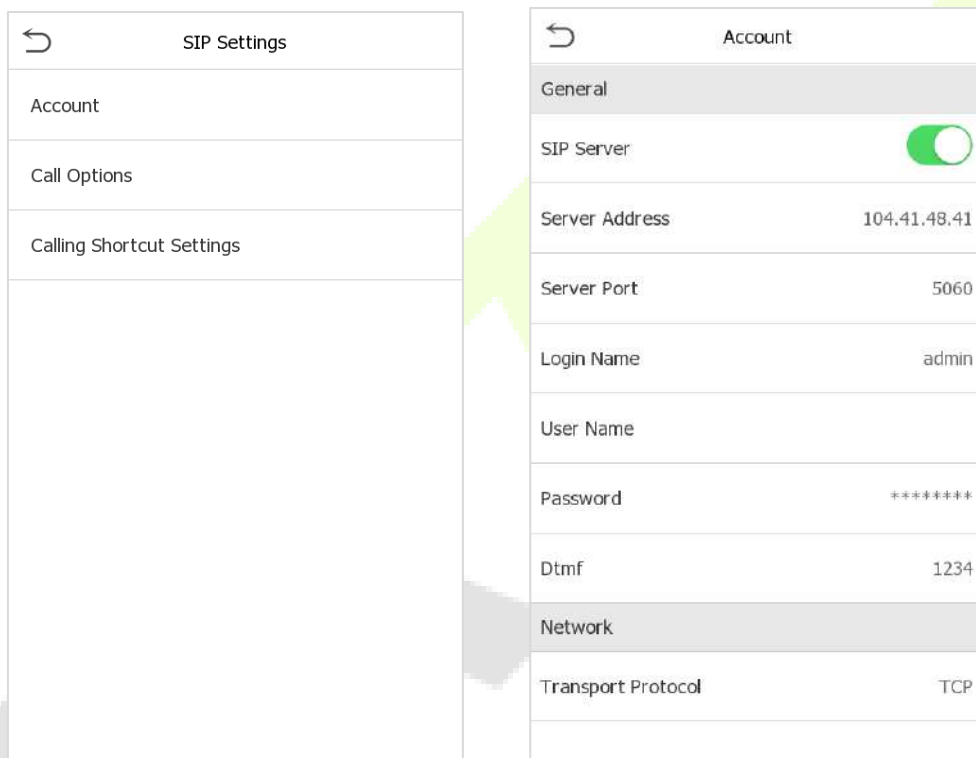 SIP Settings
Account
Call Options
Calling Shortcut Settings
Account
General
SIP Server
Server Address 104.41.48.41
Server Port 5060
Login Name admin
User Name
Password ********
Dtmf 1234
Network
Transport Protocol TCP